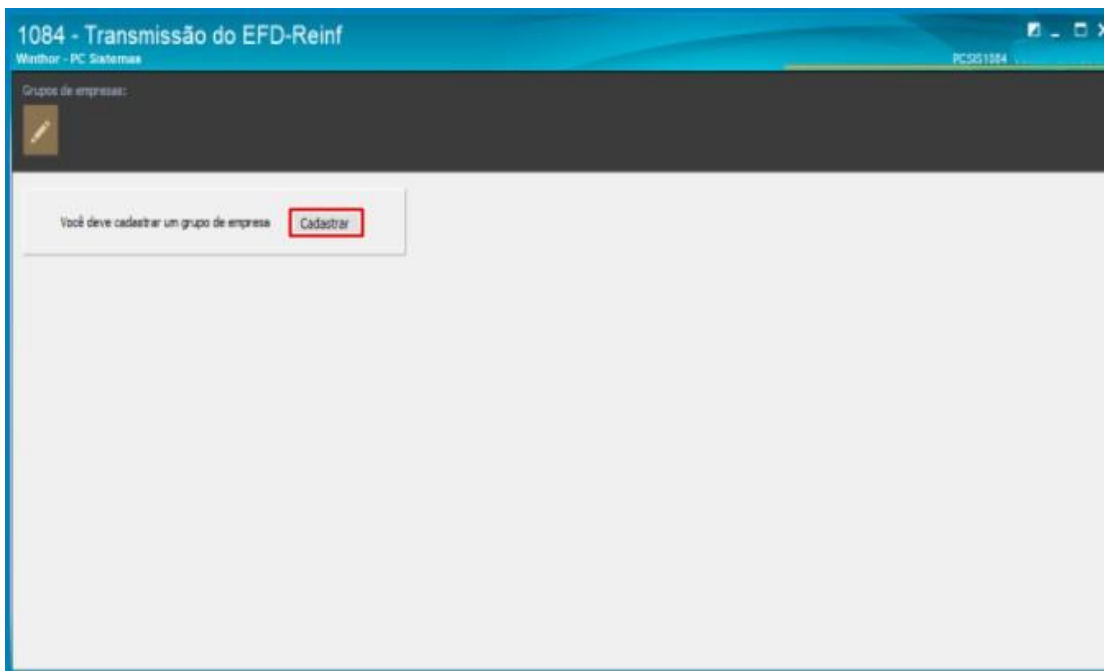 1084 - Transmissão do EFD-Reinf
Winthor - PC Sistemas
PCSIS1084
Grupos de empresas:
Você deve cadastrar um grupo de empresa Cadastrar